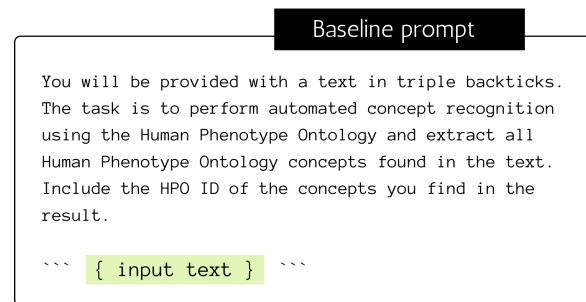 Baseline prompt
You will be provided with a text in triple backticks.
The task is to perform automated concept recognition
using the Human Phenotype Ontology and extract all
Human Phenotype Ontology concepts found in the text.
Include the HPO ID of the concepts you find in the
result.
``` { input text } ```